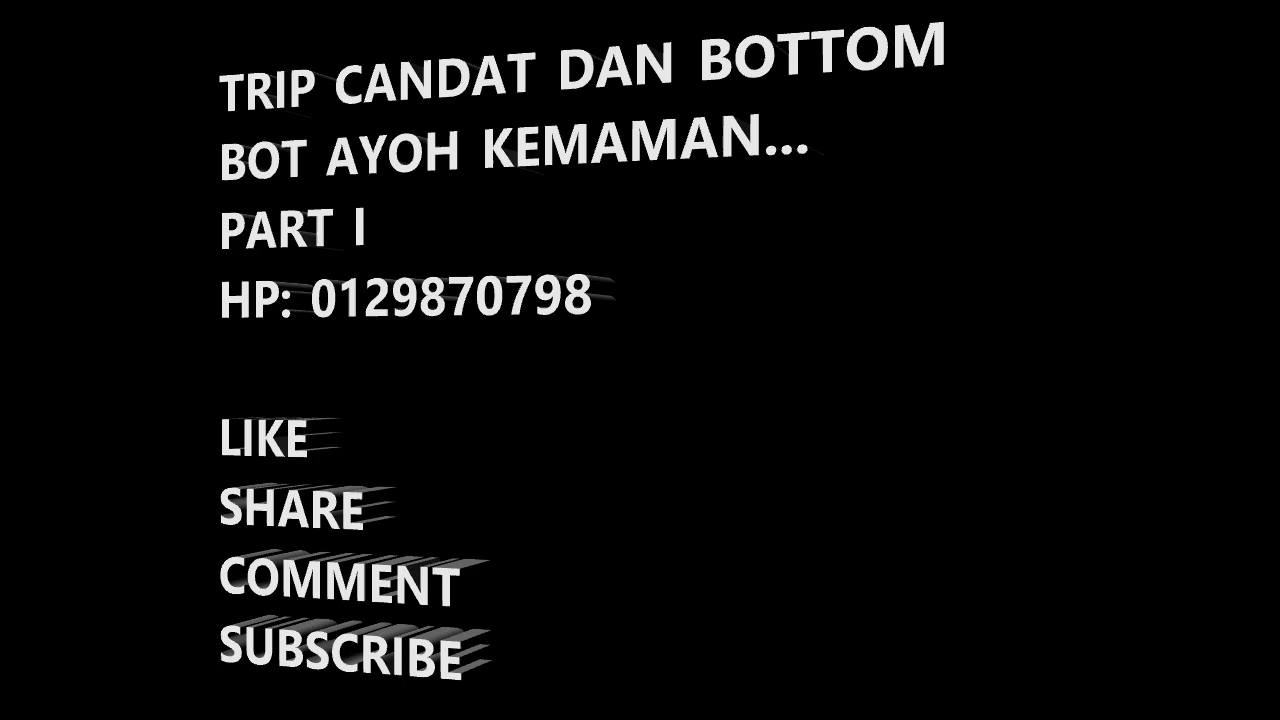 TRIP CANDAT DAN BOTTOM
BOT AYOH KEMAMAN...
PART I
HP: 0129870798
LIKE
SHARE
COMMENT
SUBSCRIBE